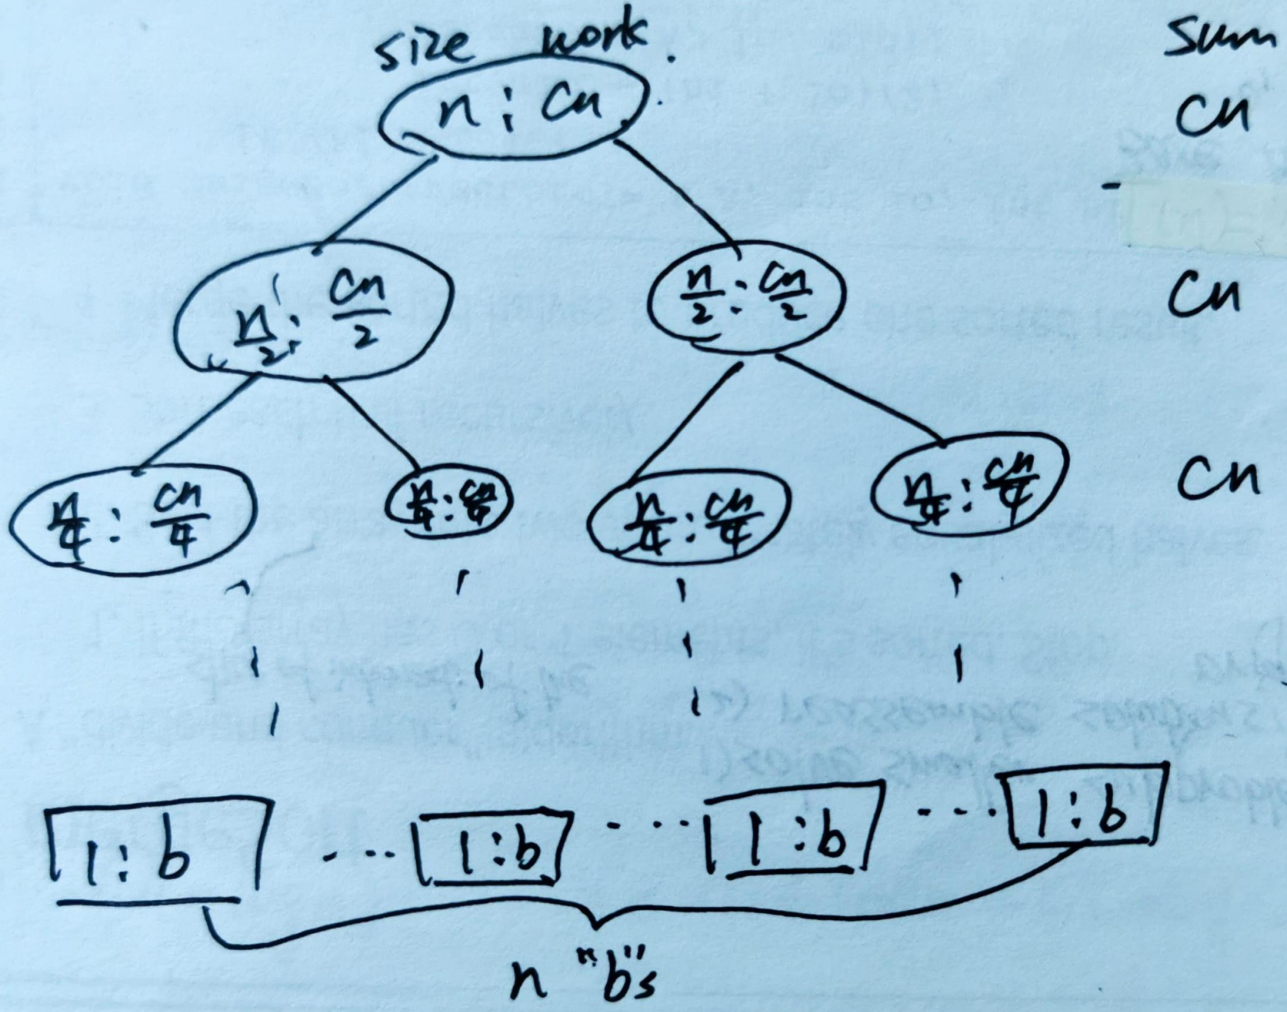 size work. sum
n : cn cn
n/2 : cn/2 n/2 : cn/2 cn
n/4 : cn/4 n/4 : cn/4 n/4 : cn/4 n/4 : cn/4 cn
1 : b ... 1 : b ... 1 : b ... 1 : b
n "b"s